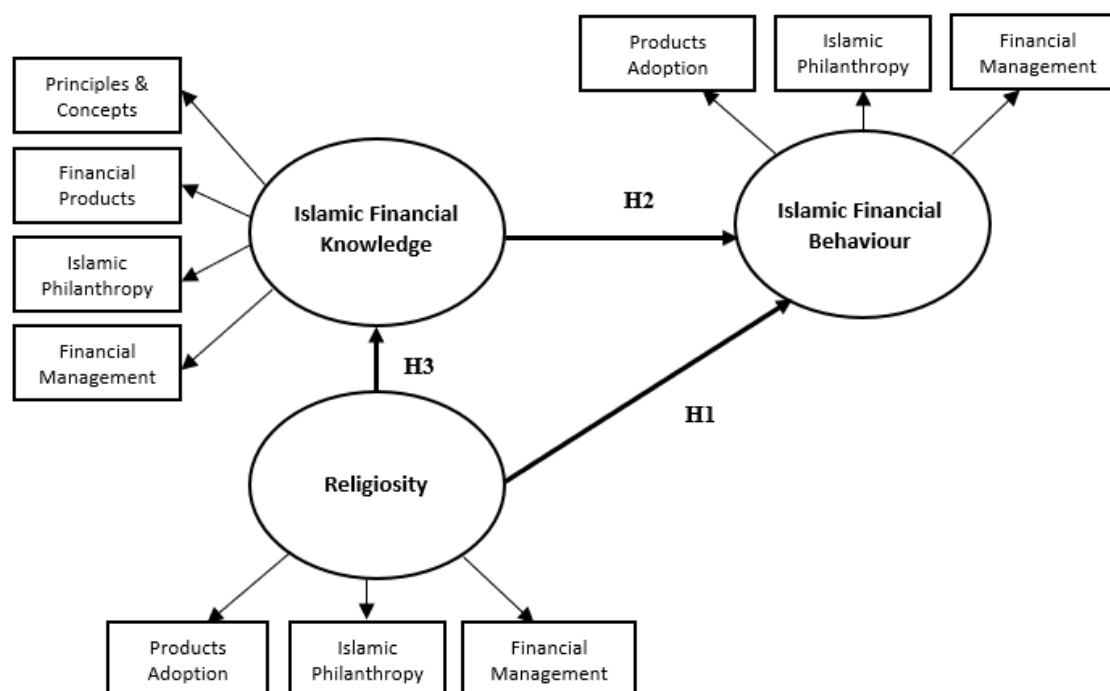 Products
Adoption
Islamic
Philanthropy
Financial
Management
Principles &
Concepts
Financial
Products
Islamic
Philanthropy
Financial
Management
Islamic Financial
Knowledge
H2
Islamic Financial
Behaviour
H3
H1
Religiosity
Products
Adoption
Islamic
Philanthropy
Financial
Management